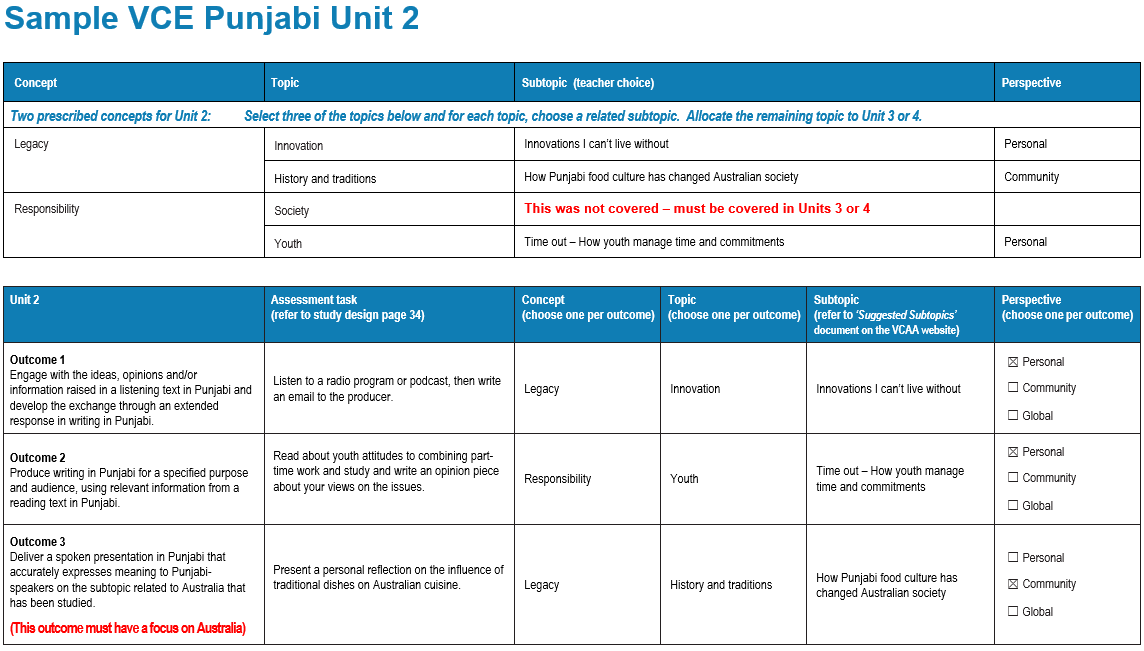 Sample VCE Punjabi Unit 2
Concept
Topic
Subtopic (teacher choice)
Perspective
Two prescribed concepts for Unit 2: Select three of the topics below and for each topic, choose a related subtopic. Allocate the remaining topic to Unit 3 or 4.
Legacy
Innovation
Innovations I can't live without
Personal
History and traditions
How Punjabi food culture has changed Australian society
Community
Responsibility
Society
This was not covered – must be covered in Units 3 or 4
Youth
Time out – How youth manage time and commitments
Personal
Unit 2
Assessment task
(refer to study design page 34)
Concept
(choose one per outcome)
Topic
(choose one per outcome)
Subtopic
(refer to 'Suggested Subtopics'
document on the VCAA website)
Perspective
(choose one per outcome)
Outcome 1
Engage with the ideas, opinions and/or
information raised in a listening text in Punjabi and
develop the exchange through an extended
response in writing in Punjabi.
Listen to a radio program or podcast, then write
an email to the producer.
Legacy
Innovation
Innovations I can't live without
☒ Personal
☐ Community
☐ Global
Outcome 2
Produce writing in Punjabi for a specified purpose
and audience, using relevant information from a
reading text in Punjabi.
Read about youth attitudes to combining part-
time work and study and write an opinion piece
about your views on the issues.
Responsibility
Youth
Time out – How youth manage
time and commitments
☒ Personal
☐ Community
☐ Global
Outcome 3
Deliver a spoken presentation in Punjabi that
accurately expresses meaning to Punjabi-
speakers on the subtopic related to Australia that
has been studied.
(This outcome must have a focus on Australia)
Present a personal reflection on the influence of
traditional dishes on Australian cuisine.
Legacy
History and traditions
How Punjabi food culture has
changed Australian society
☐ Personal
☒ Community
☐ Global